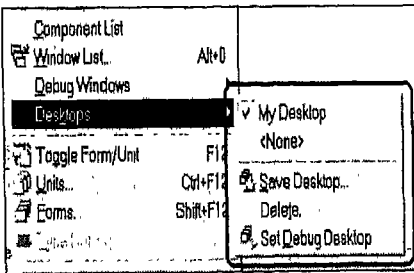 Component List
Window List... Alt+0
Debug Windows
Desktops
My Desktop
<None>
Toggle Form/Unit F12
Units... Ctrl+F12
Save Desktop...
Forms... Shift+F12
Delete.
Set Debug Desktop